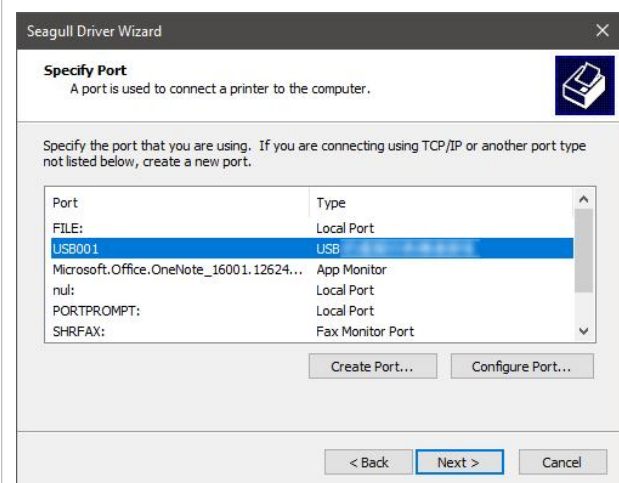 Seagull Driver Wizard
Specify Port
A port is used to connect a printer to the computer.
Specify the port that you are using. If you are connecting using TCP/IP or another port type
not listed below, create a new port.
Port Type
FILE: Local Port
USB001 USB
Microsoft.Office.OneNote_16001.12624... App Monitor
nul: Local Port
PORTPROMPT: Local Port
SHRFAX: Fax Monitor Port
Create Port... Configure Port...
< Back Next > Cancel